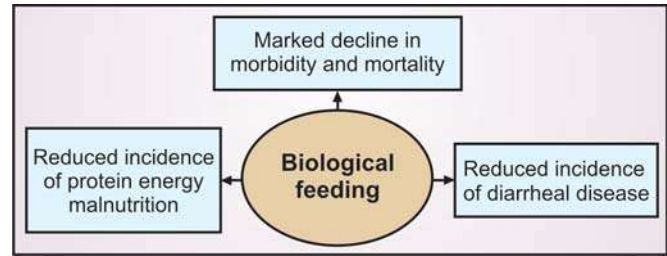 Marked decline in
morbidity and mortality
Reduced incidence
of protein energy
malnutrition
Biological
feeding
Reduced incidence
of diarrheal disease